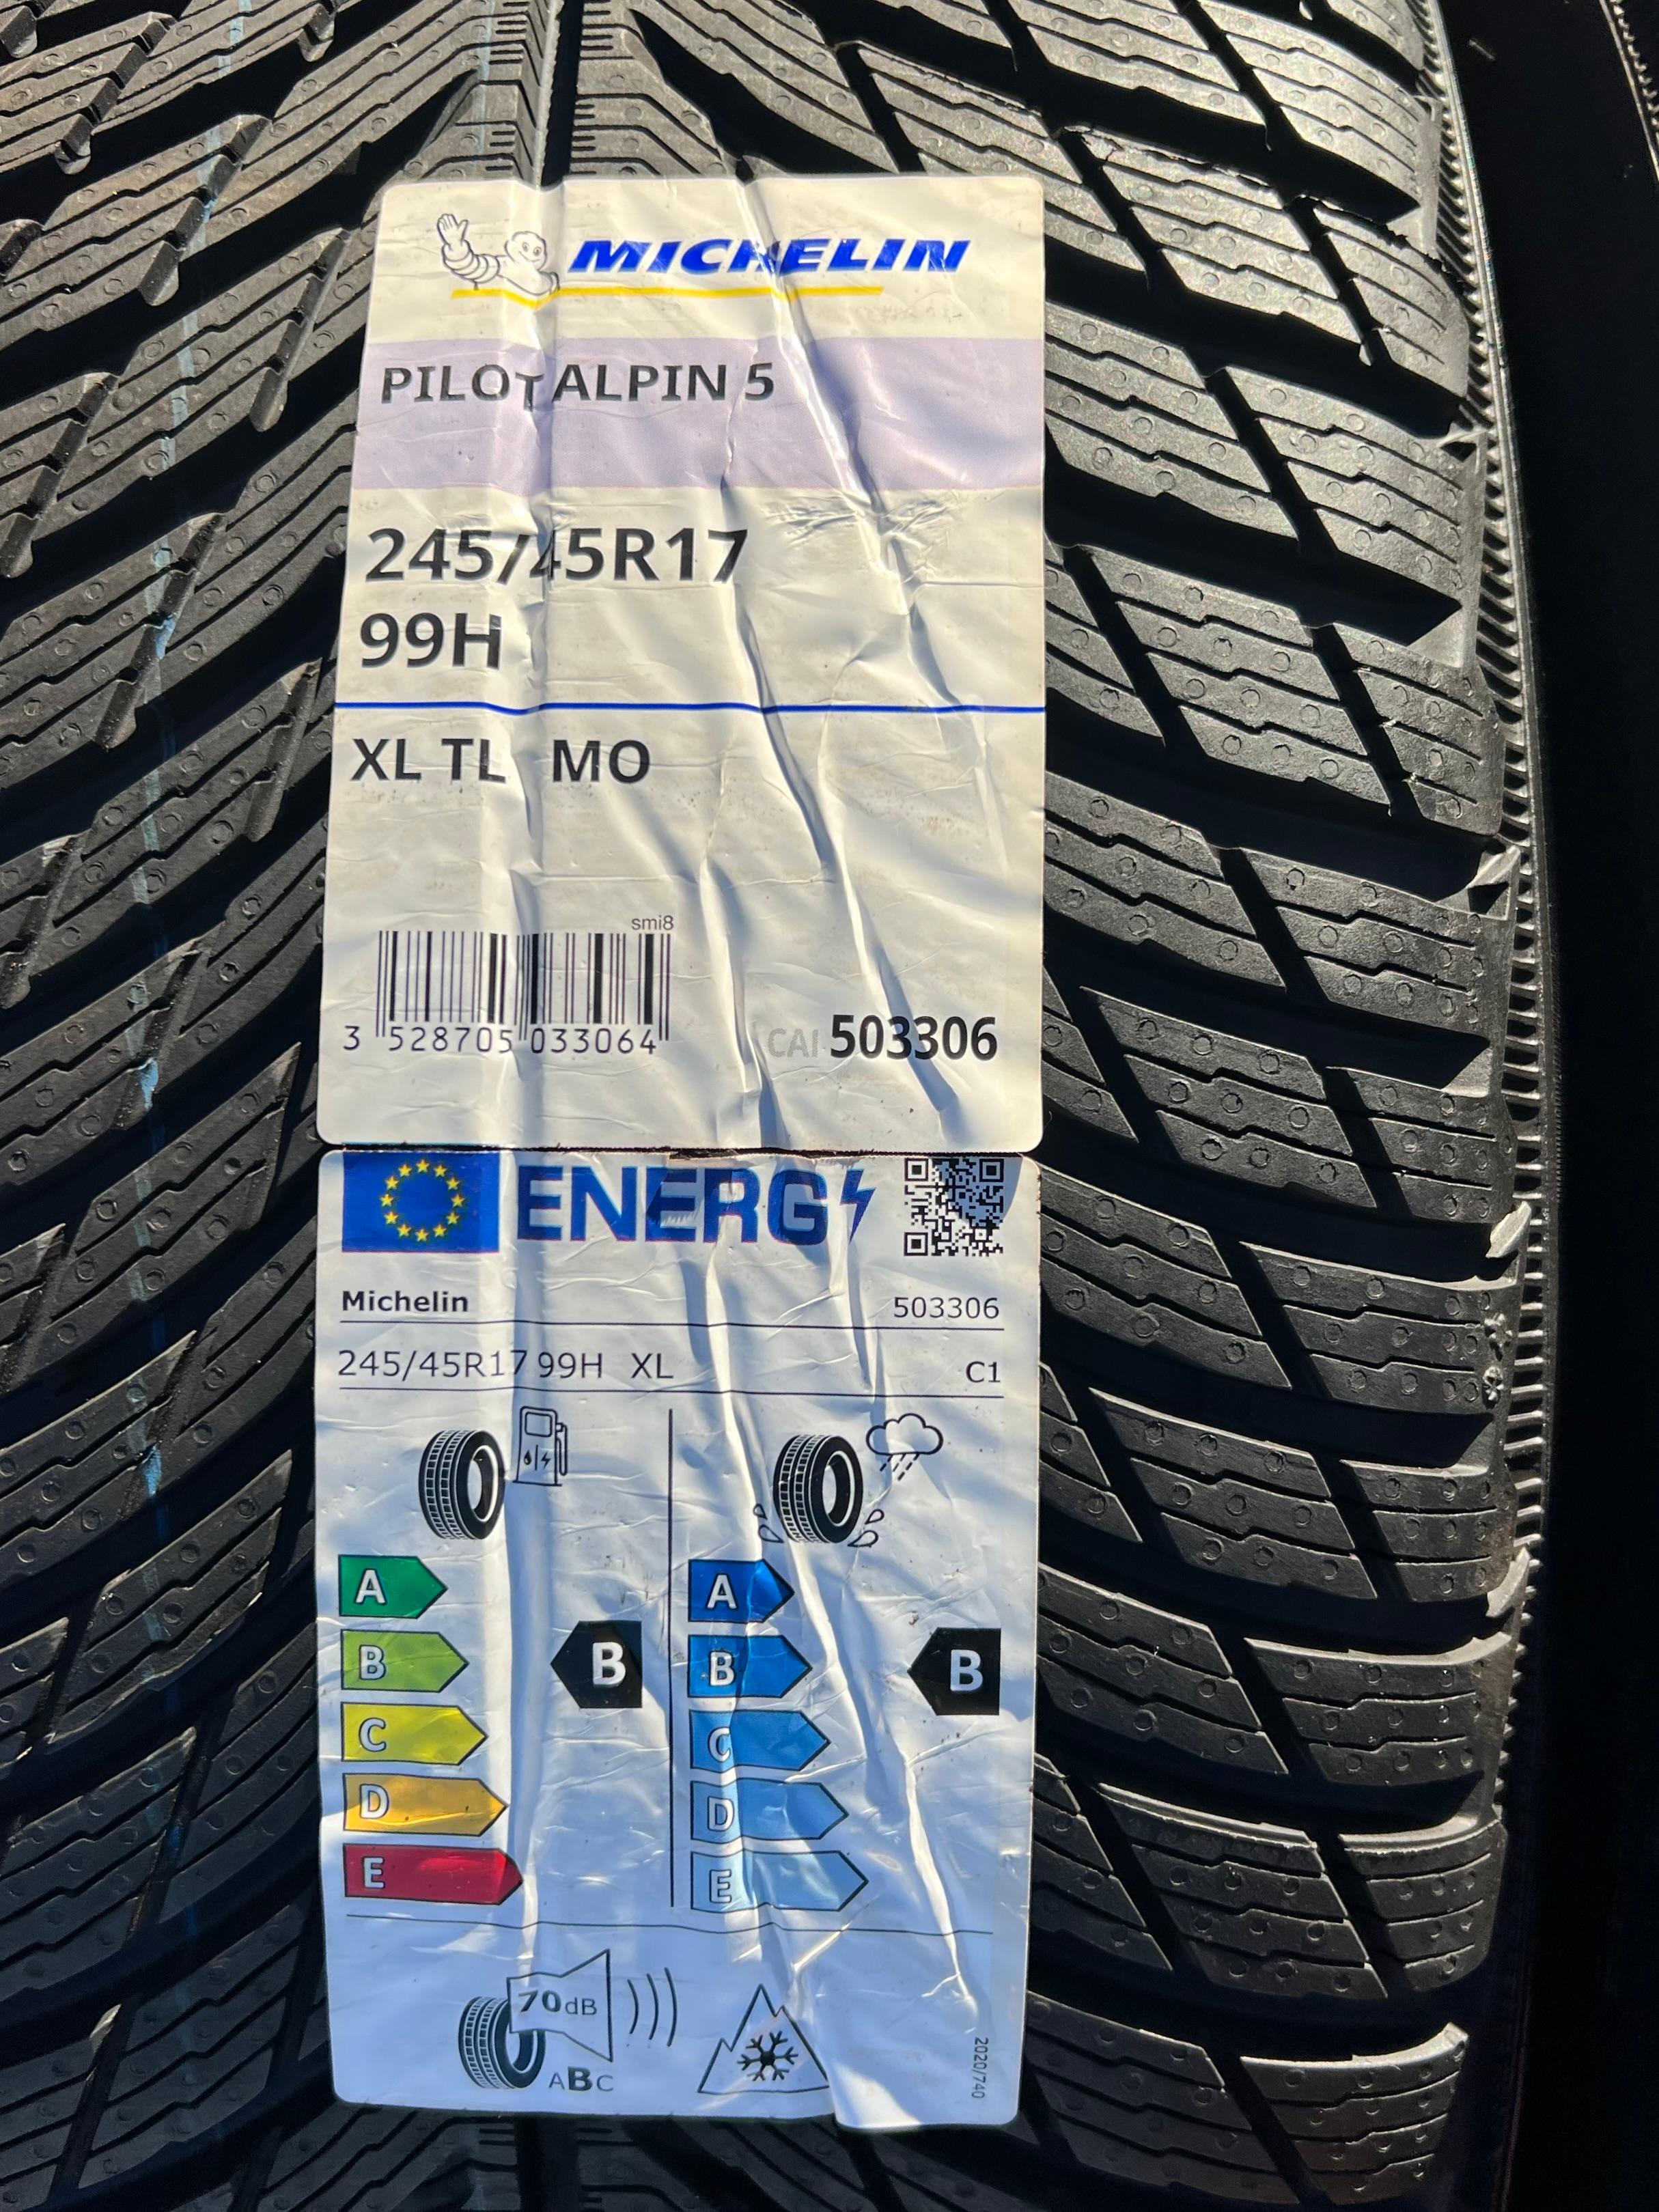 MICHELIN
PILOT ALPIN 5
245/45R17
99H
XL TL MO
smi8
3 528705 033064
CAI 503306
ENERG
Michelin 503306
245/45R17 99H XL C1
A A
B B B B
C C
D D
E E
70dB
ABC
2020/740